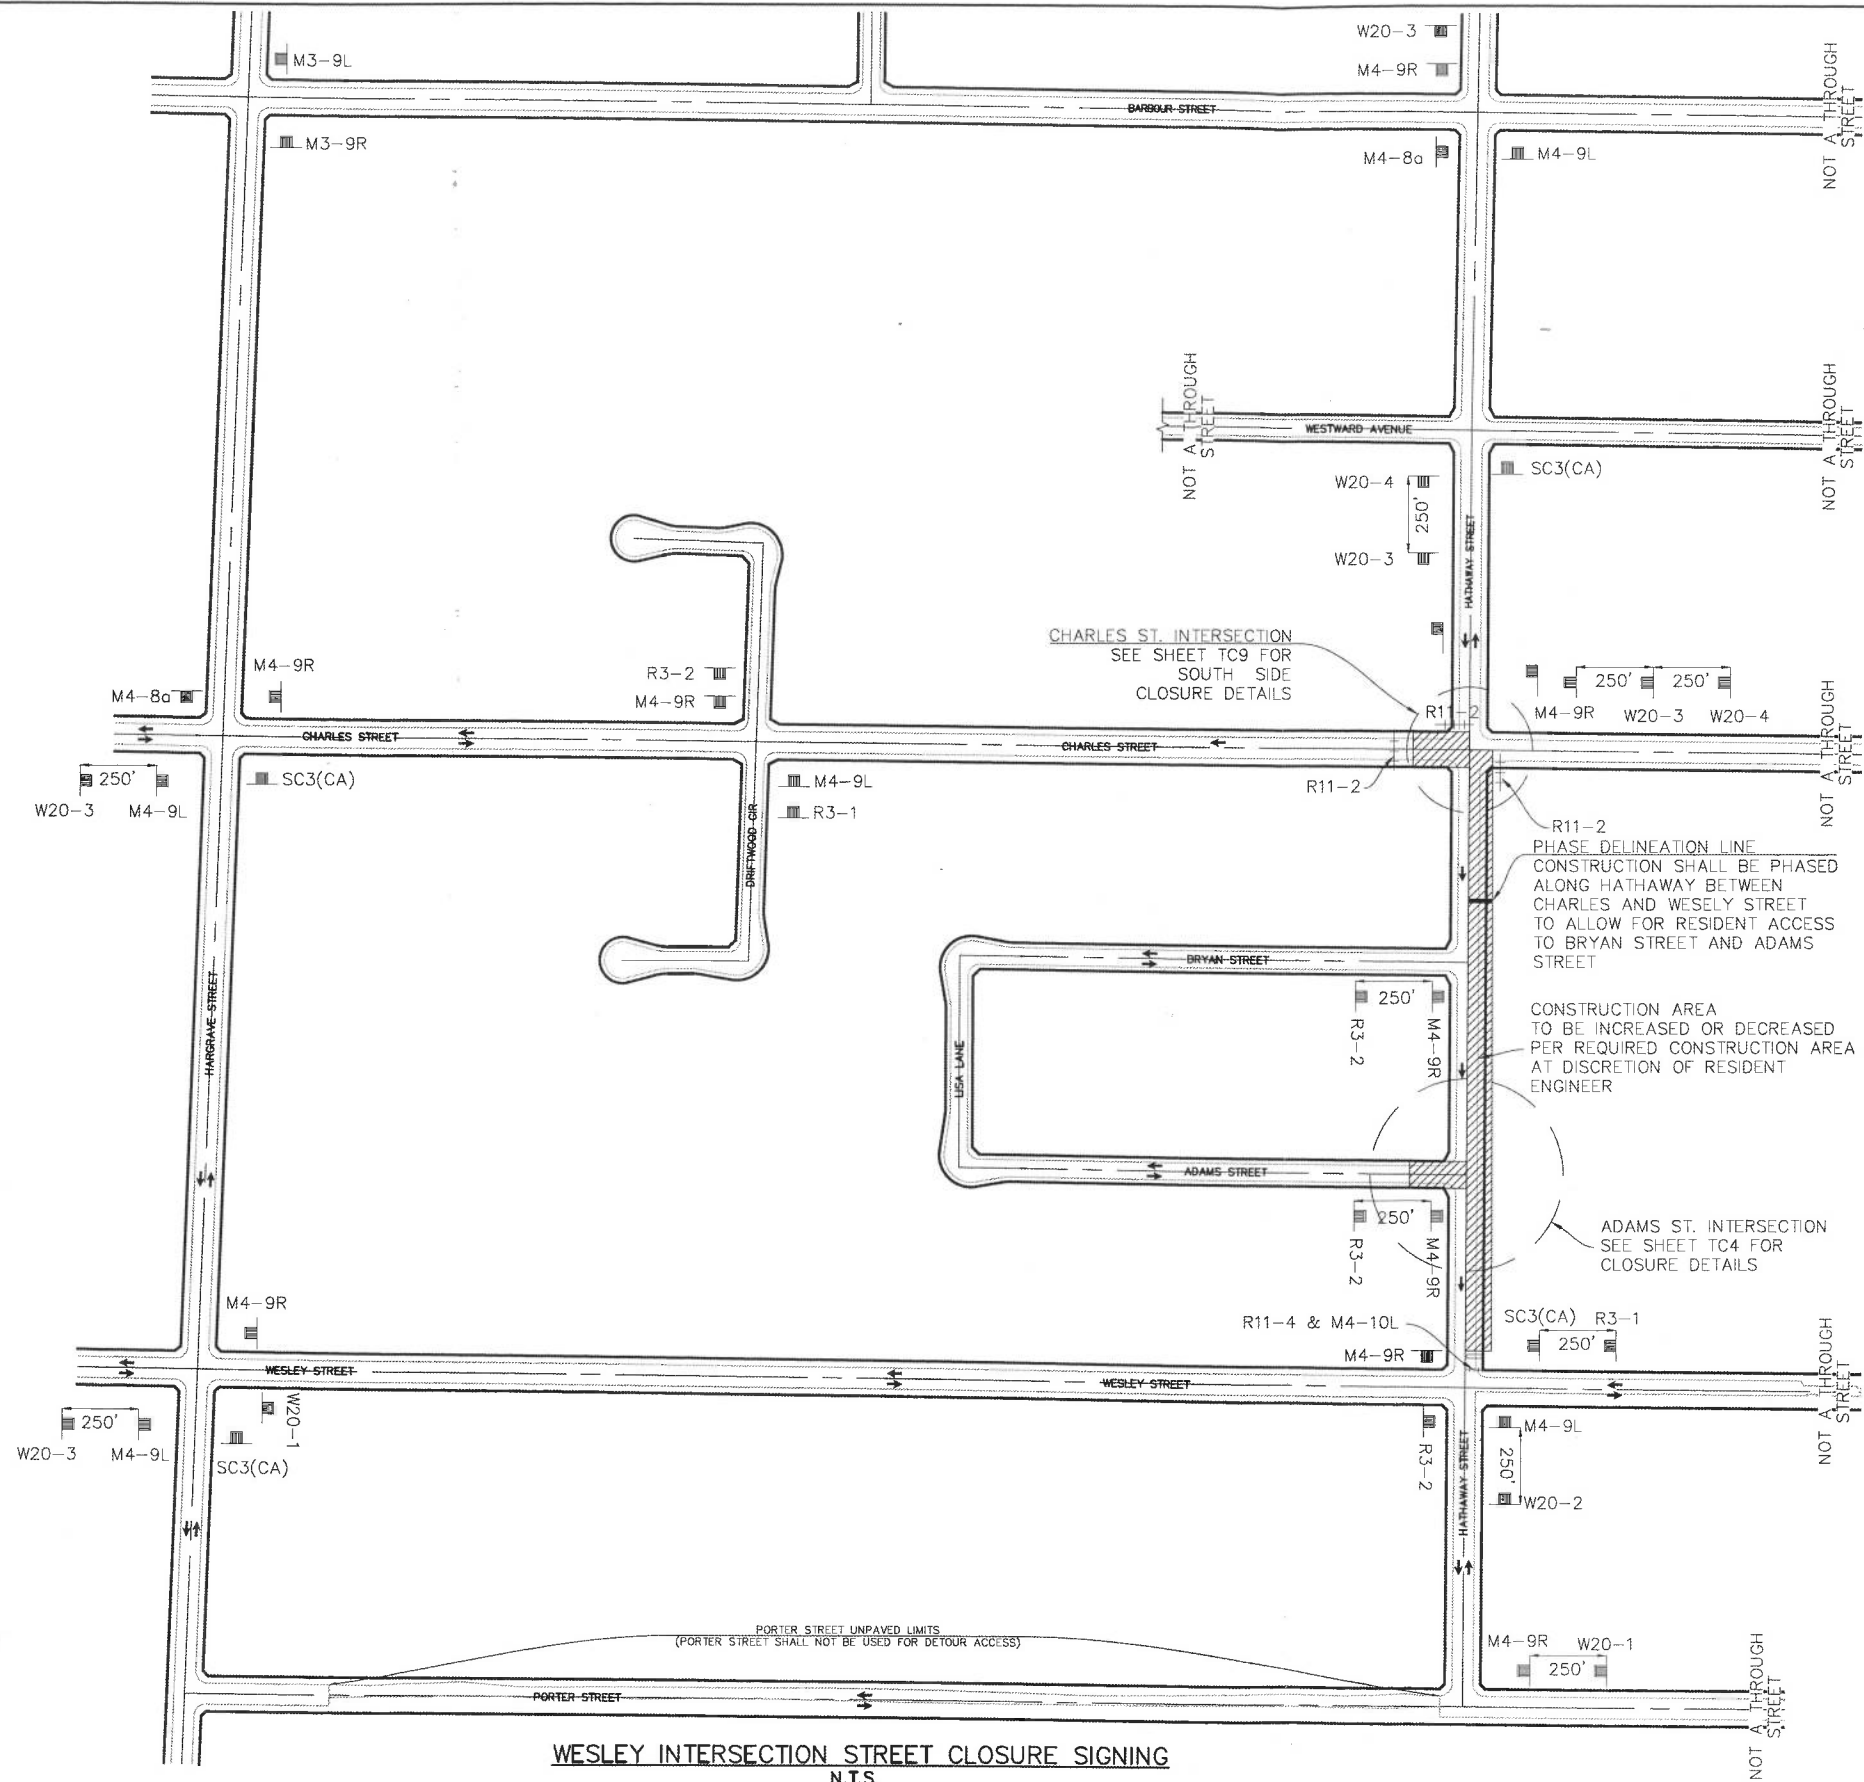 W20-3
M3-9L
M4-9R
NOT A THROUGH
STREET
BARBOUR STREET
M3-9R
M4-8a
M4-9L
NOT A THROUGH
STREET
WESTWARD AVENUE
NOT A THROUGH
STREET
SC3(CA)
W20-4
250'
W20-3
HATHAWAY STREET
CHARLES ST. INTERSECTION
SEE SHEET TC9 FOR
SOUTH SIDE
CLOSURE DETAILS
M4-9R
M4-8a
R3-2
M4-9R
250'
250'
R11-2
M4-9R
W20-3
W20-4
CHARLES STREET
CHARLES STREET
NOT A THROUGH
STREET
250'
W20-3
M4-9L
SC3(CA)
M4-9L
R3-1
R11-2
DRIFTWOOD CIR
R11-2
PHASE DELINEATION LINE
CONSTRUCTION SHALL BE PHASED
ALONG HATHAWAY BETWEEN
CHARLES AND WESELY STREET
TO ALLOW FOR RESIDENT ACCESS
TO BRYAN STREET AND ADAMS
STREET
HARGRAVE STREET
BRYAN STREET
250'
R3-2
M4-9R
CONSTRUCTION AREA
TO BE INCREASED OR DECREASED
PER REQUIRED CONSTRUCTION AREA
AT DISCRETION OF RESIDENT
ENGINEER
LISA LANE
ADAMS STREET
250'
R3-2
M4-9R
ADAMS ST. INTERSECTION
SEE SHEET TC4 FOR
CLOSURE DETAILS
M4-9R
R11-4 & M4-10L
SC3(CA)
R3-1
250'
M4-9R
WESLEY STREET
WESLEY STREET
NOT A THROUGH
STREET
250'
W20-3
M4-9L
W20-1
SC3(CA)
R3-2
M4-9L
250'
W20-2
HATHAWAY STREET
PORTER STREET UNPAVED LIMITS
(PORTER STREET SHALL NOT BE USED FOR DETOUR ACCESS)
M4-9R
W20-1
250'
PORTER STREET
NOT A THROUGH
STREET
WESLEY INTERSECTION STREET CLOSURE SIGNING
N.T.S